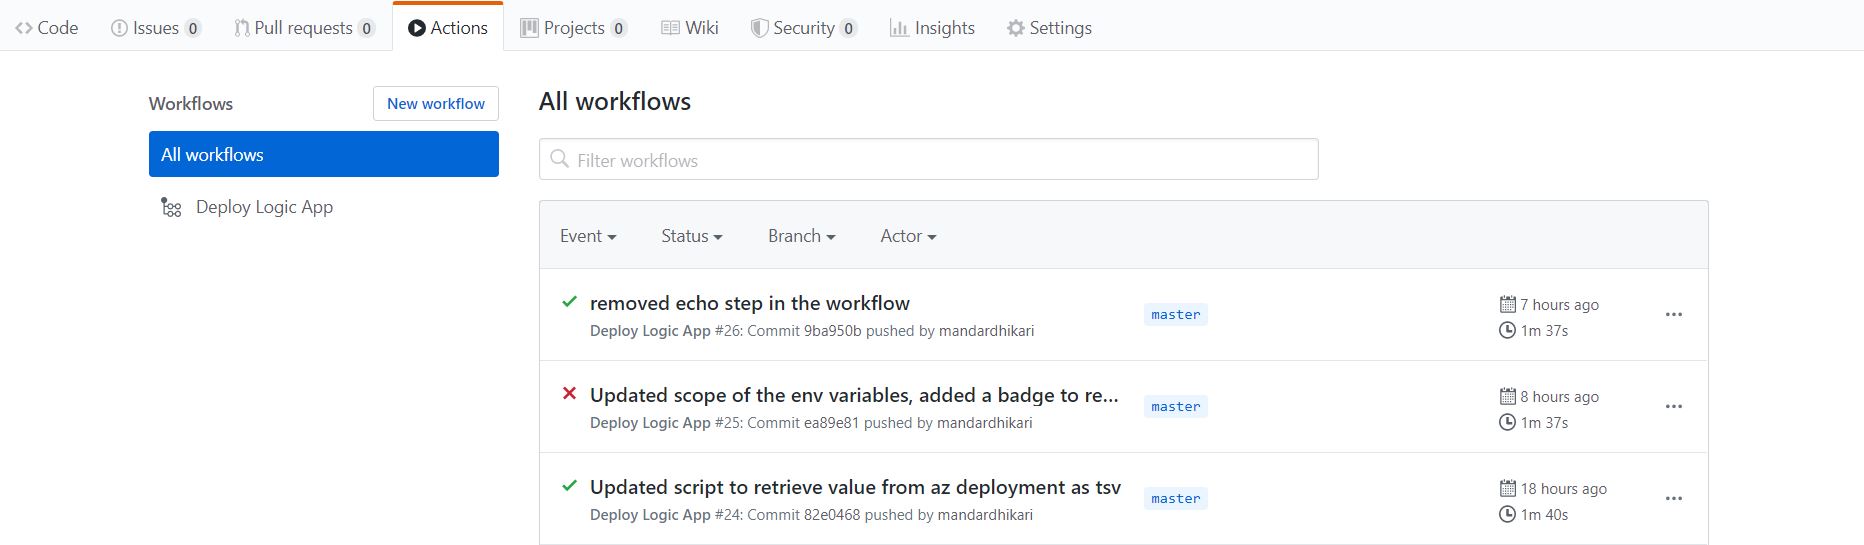 Code Issues 0 Pull requests 0 Actions Projects 0 Wiki Security 0 Insights Settings
Workflows New workflow
All workflows
Deploy Logic App
All workflows
Filter workflows
Event Status Branch Actor
removed echo step in the workflow
Deploy Logic App #26: Commit 9ba950b pushed by mandardhikari
master
7 hours ago
1m 37s
Updated scope of the env variables, added a badge to re...
Deploy Logic App #25: Commit ea89e81 pushed by mandardhikari
master
8 hours ago
1m 37s
Updated script to retrieve value from az deployment as tsv
Deploy Logic App #24: Commit 82e0468 pushed by mandardhikari
master
18 hours ago
1m 40s